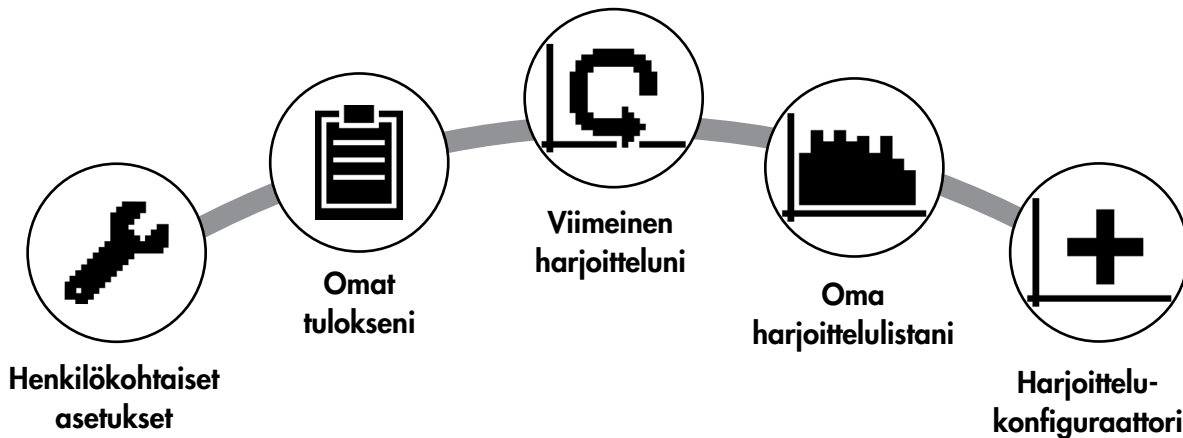 Henkilökohtaiset
asetukset
Omat
tulokseni
Viimeinen
harjoitteluni
Oma
harjoittelulistani
Harjoittelu-
konfiguraattori